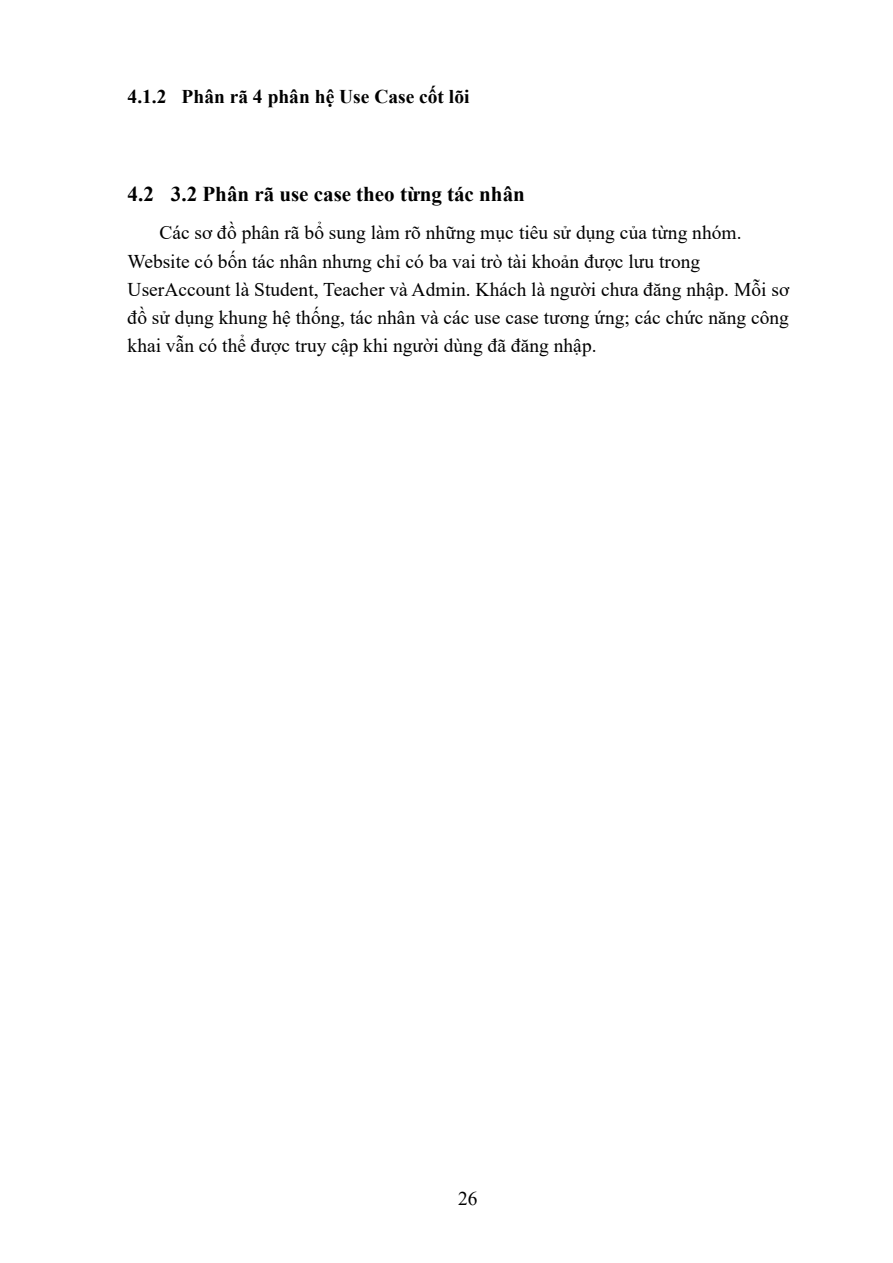 4.1.2 Phân rã 4 phân hệ Use Case cốt lõi
4.2 3.2 Phân rã use case theo từng tác nhân
Các sơ đồ phân rã bổ sung làm rõ những mục tiêu sử dụng của từng nhóm.
Website có bốn tác nhân nhưng chỉ có ba vai trò tài khoản được lưu trong
UserAccount là Student, Teacher và Admin. Khách là người chưa đăng nhập. Mỗi sơ
đồ sử dụng khung hệ thống, tác nhân và các use case tương ứng; các chức năng công
khai vẫn có thể được truy cập khi người dùng đã đăng nhập.
26